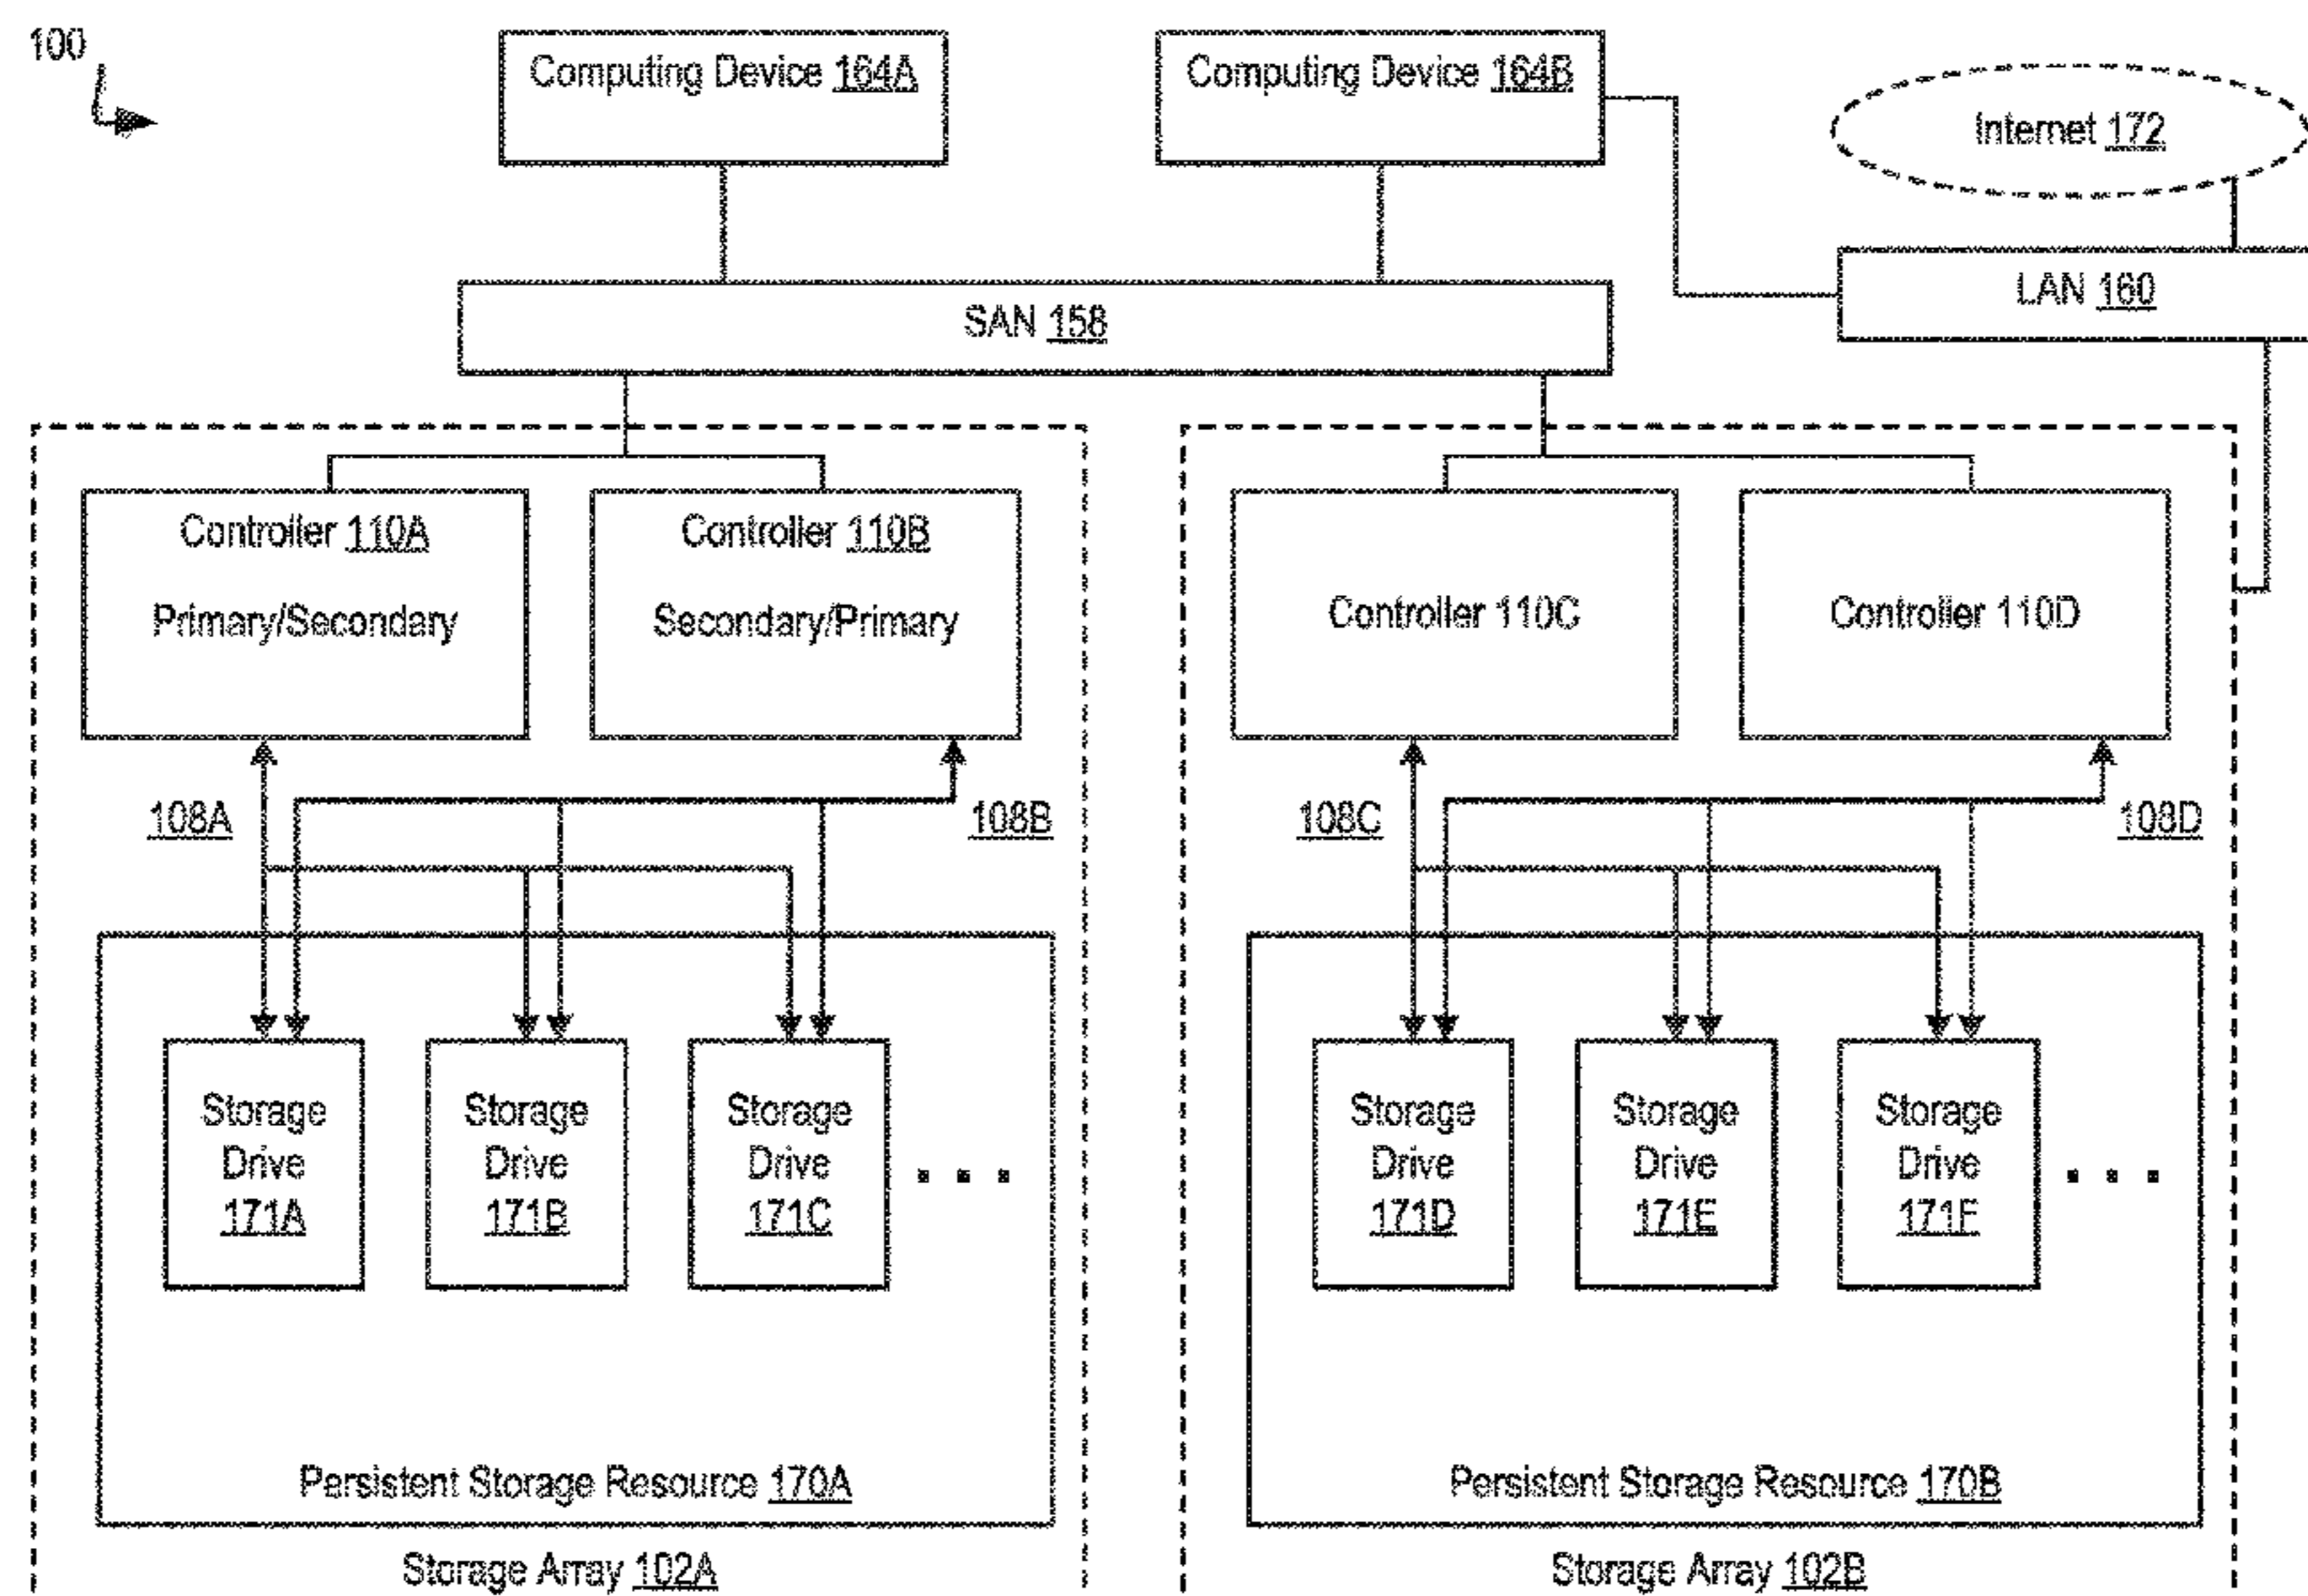 100
Computing Device 164A
Computing Device 164B
Internet 172
LAN 160
SAN 158
Controller 110A
Primary/Secondary
Controller 110B
Secondary/Primary
Controller 110C
Controller 110D
108A
108B
108C
108D
Storage
Drive
171A
Storage
Drive
171B
Storage
Drive
171C
. . .
Storage
Drive
171D
Storage
Drive
171E
Storage
Drive
171F
. . .
Persistent Storage Resource 170A
Persistent Storage Resource 170B
Storage Array 102A
Storage Array 102B